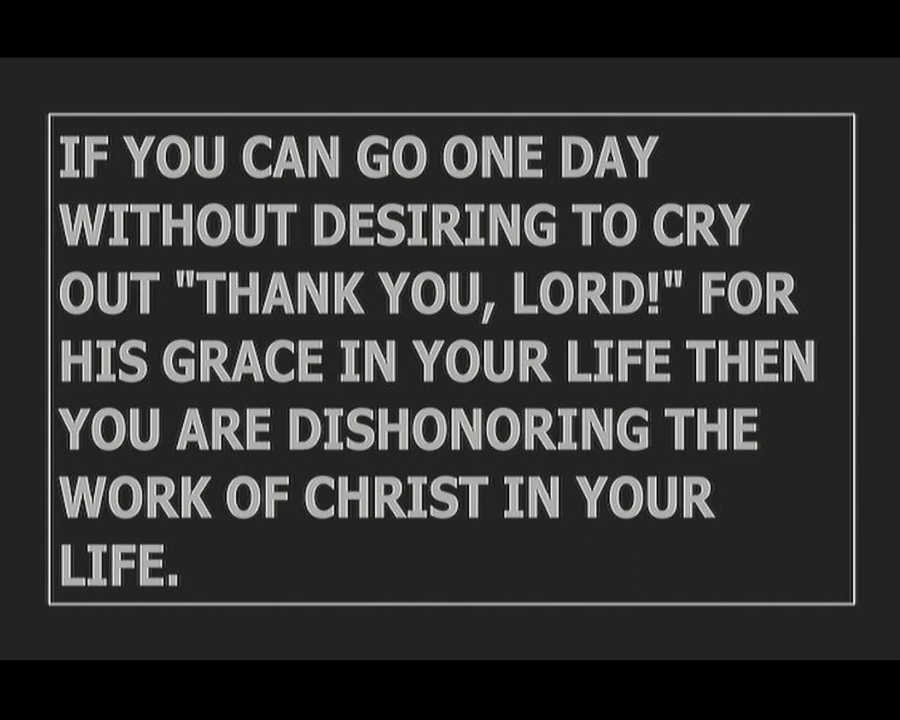 IF YOU CAN GO ONE DAY
WITHOUT DESIRING TO CRY
OUT "THANK YOU, LORD!" FOR
HIS GRACE IN YOUR LIFE THEN
YOU ARE DISHONORING THE
WORK OF CHRIST IN YOUR
LIFE.